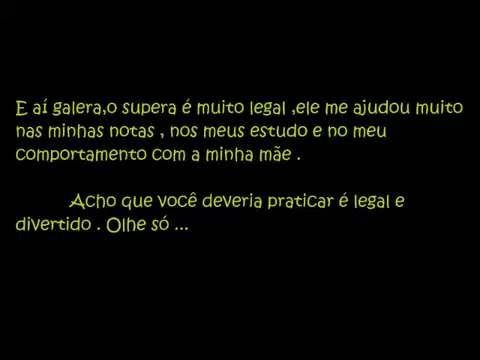 E aí galera,o supera é muito legal ,ele me ajudou muito
nas minhas notas , nos meus estudo e no meu
comportamento com a minha mãe .
Acho que você deveria praticar é legal e
divertido . Olhe só ...